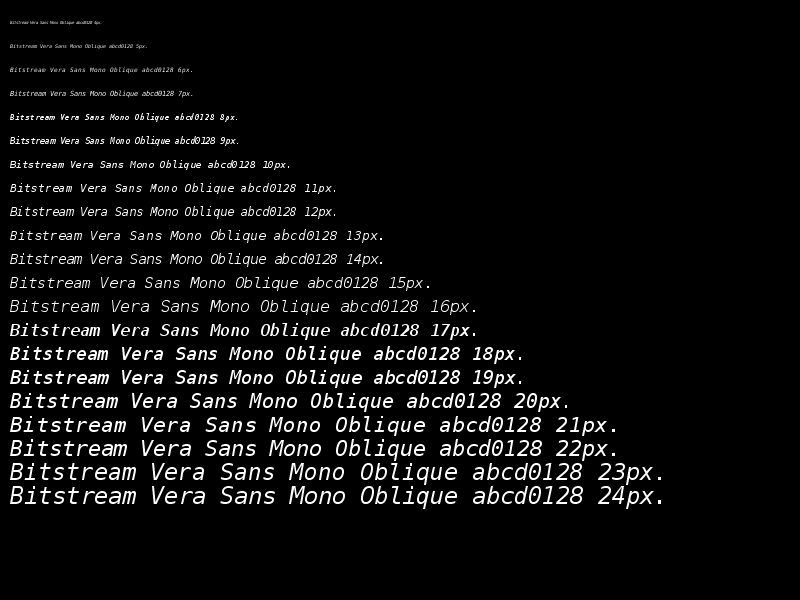 Bitstream Vera Sans Mono Oblique abcd0128 4px.
Bitstream Vera Sans Mono Oblique abcd0128 5px.
Bitstream Vera Sans Mono Oblique abcd0128 6px.
Bitstream Vera Sans Mono Oblique abcd0128 7px.
Bitstream Vera Sans Mono Oblique abcd0128 8px.
Bitstream Vera Sans Mono Oblique abcd0128 9px.
Bitstream Vera Sans Mono Oblique abcd0128 10px.
Bitstream Vera Sans Mono Oblique abcd0128 11px.
Bitstream Vera Sans Mono Oblique abcd0128 12px.
Bitstream Vera Sans Mono Oblique abcd0128 13px.
Bitstream Vera Sans Mono Oblique abcd0128 14px.
Bitstream Vera Sans Mono Oblique abcd0128 15px.
Bitstream Vera Sans Mono Oblique abcd0128 16px.
Bitstream Vera Sans Mono Oblique abcd0128 17px.
Bitstream Vera Sans Mono Oblique abcd0128 18px.
Bitstream Vera Sans Mono Oblique abcd0128 19px.
Bitstream Vera Sans Mono Oblique abcd0128 20px.
Bitstream Vera Sans Mono Oblique abcd0128 21px.
Bitstream Vera Sans Mono Oblique abcd0128 22px.
Bitstream Vera Sans Mono Oblique abcd0128 23px.
Bitstream Vera Sans Mono Oblique abcd0128 24px.